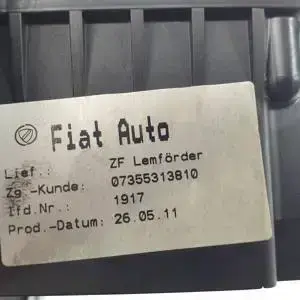 Fiat Auto
Lief.: ZF Lemförder
Zg.-Kunde: 07355313810
lfd.Nr.: 1917
Prod.-Datum: 26.05.11